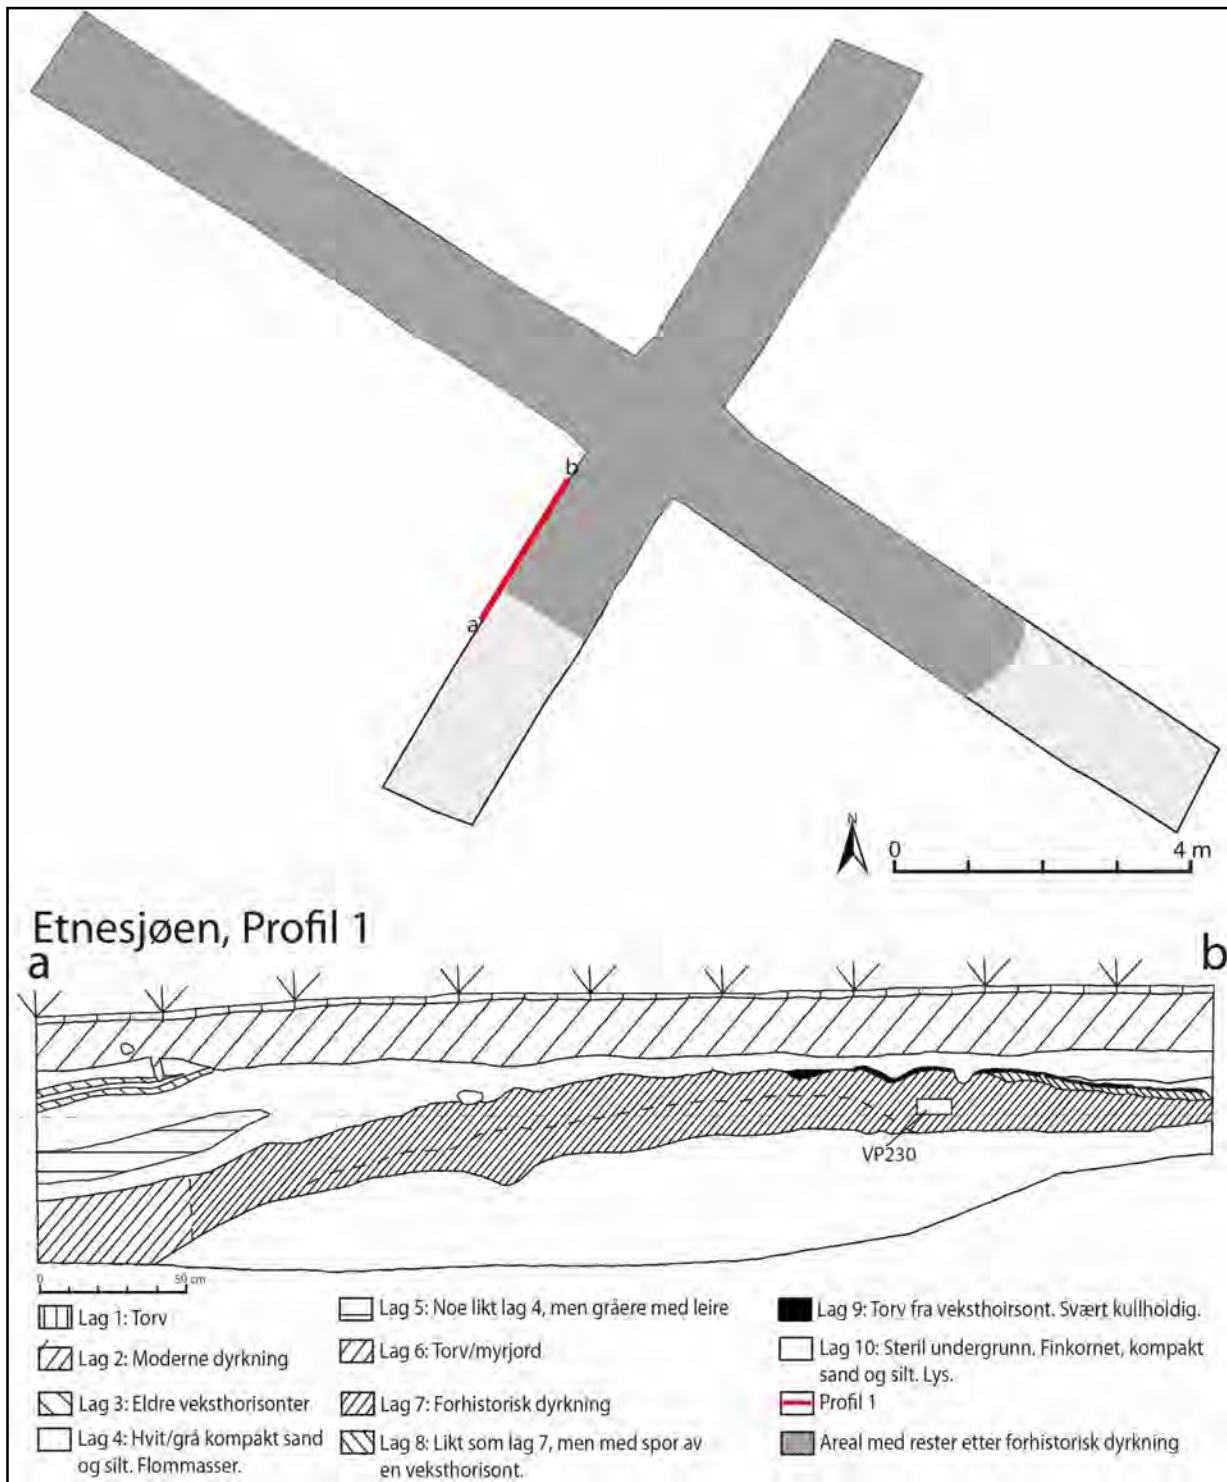 b
a
N
0 4 m
Etnesjøen, Profil 1
a b
VP230
0 50 cm
Lag 1: Torv
Lag 2: Moderne dyrkning
Lag 3: Eldre veksthorisonter
Lag 4: Hvit/grå kompakt sand
og silt. Flommasser.
Lag 5: Noe likt lag 4, men gråere med leire
Lag 6: Torv/myrjord
Lag 7: Forhistorisk dyrkning
Lag 8: Likt som lag 7, men med spor av
en veksthorisont.
Lag 9: Torv fra veksthoirsont. Svært kullholdig.
Lag 10: Steril undergrunn. Finkornet, kompakt
sand og silt. Lys.
Profil 1
Areal med rester etter forhistorisk dyrkning